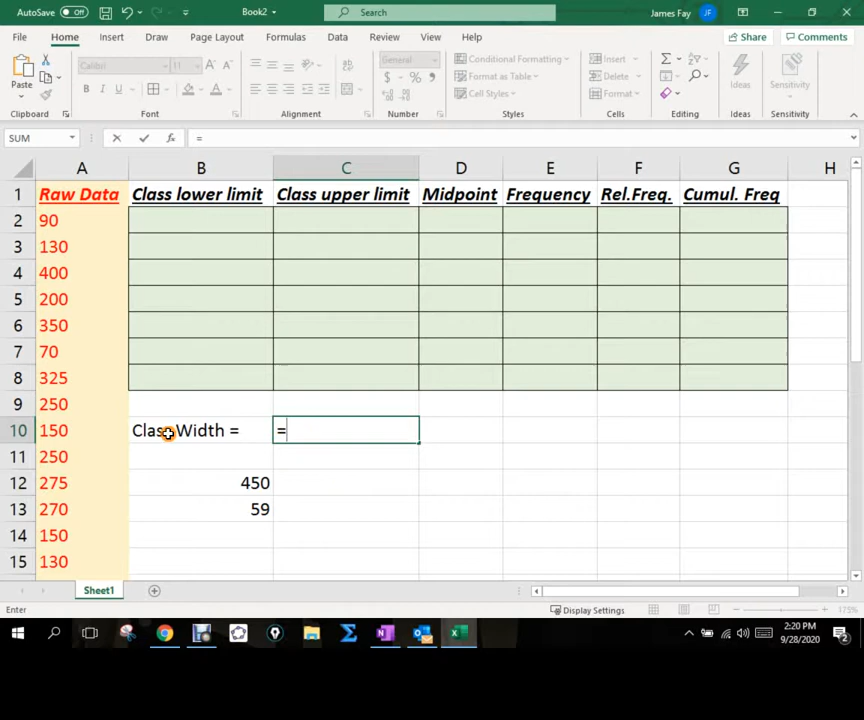 AutoSave Off Book2 Search James Fay JF
File Home Insert Draw Page Layout Formulas Data Review View Help Share Comments
Paste Calibri 11 A A General Conditional Formatting Insert Ideas Sensitivity
B I U A $ % , Format as Table Delete
Cell Styles Format
Clipboard Font Alignment Number Styles Cells Editing Ideas Sensitivity
SUM fx =
A B C D E F G H
1 Raw Data Class lower limit Class upper limit Midpoint Frequency Rel.Freq. Cumul. Freq
2 90
3 130
4 400
5 200
6 350
7 70
8 325
9 250
10 150 Class Width = =
11 250
12 275 450
13 270 59
14 150
15 130
Sheet1
Enter Display Settings 175%
2:20 PM
9/28/2020
2